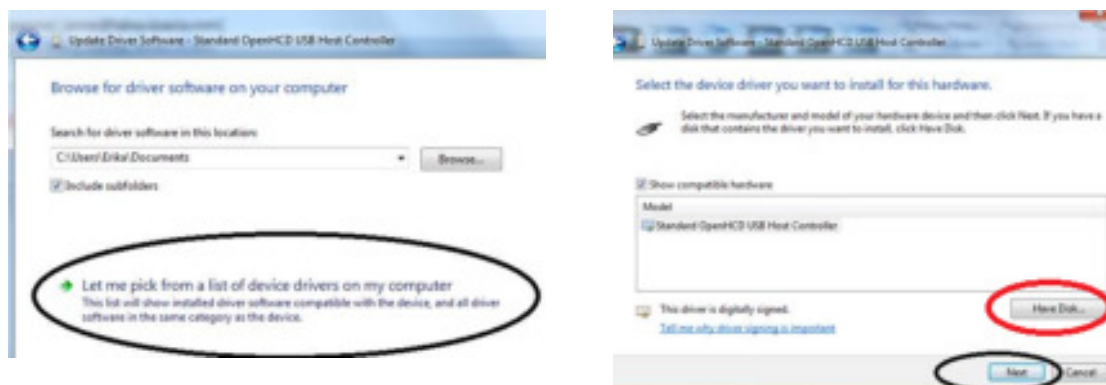 Update Driver Software - Standard OpenHCD USB Host Controller
Browse for driver software on your computer
Search for driver software in this location:
C:\Users\Erika\Documents
Browse...
Include subfolders
Let me pick from a list of device drivers on my computer
This list will show installed driver software compatible with the device, and all driver
software in the same category as the device.
Update Driver Software - Standard OpenHCD USB Host Controller
Select the device driver you want to install for this hardware.
Select the manufacturer and model of your hardware device and then click Next. If you have a
disk that contains the driver you want to install, click Have Disk.
Show compatible hardware
Model
Standard OpenHCD USB Host Controller
This driver is digitally signed.
Have Disk...
Tell me why driver signing is important
Next
Cancel